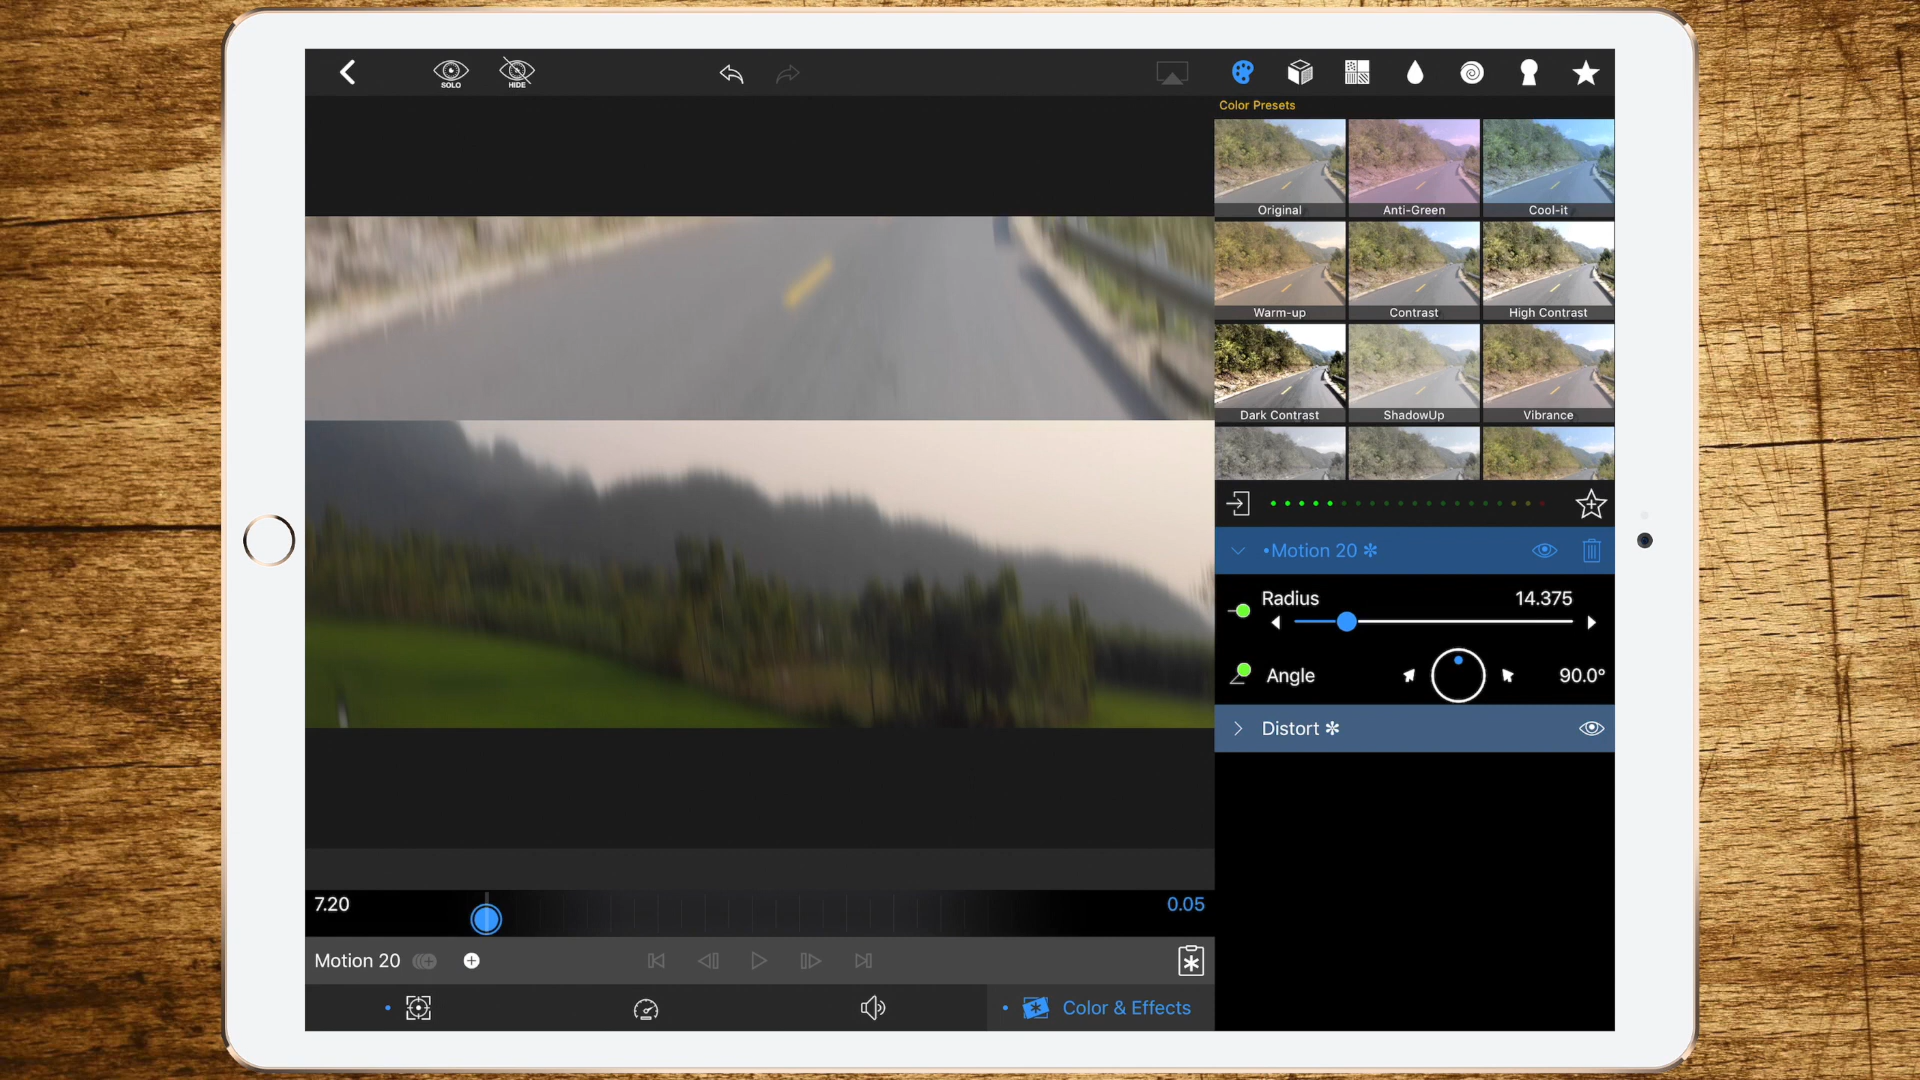 SOLO
HIDE
Color Presets
Original
Anti-Green
Cool-it
Warm-up
Contrast
High Contrast
Dark Contrast
ShadowUp
Vibrance
•Motion 20 ✻
Radius
14.375
Angle
90.0°
Distort ✻
7.20
0.05
Motion 20
Color & Effects